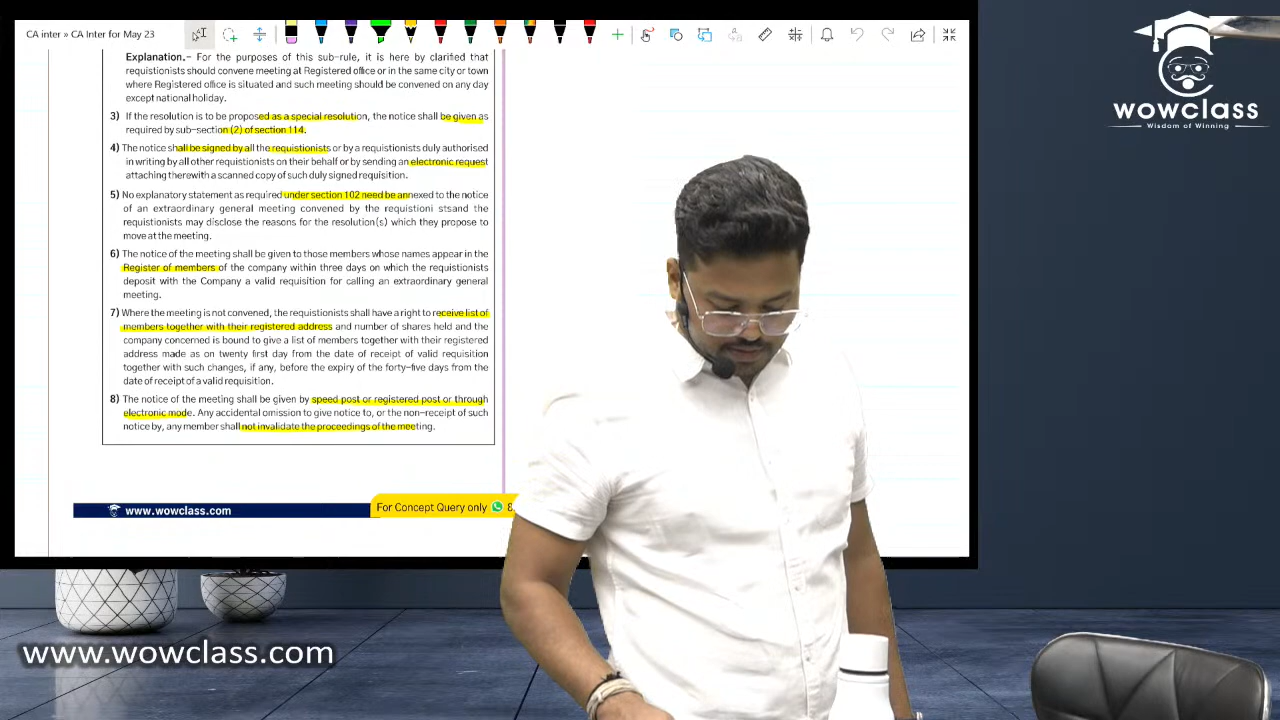 CA inter » CA Inter for May 23
Explanation.- For the purposes of this sub-rule, it is here by clarified that
requistionists should convene meeting at Registered office or in the same city or town
where Registered office is situated and such meeting should be convened on any day
except national holiday.
3) If the resolution is to be proposed as a special resolution, the notice shall be given as
required by sub-section (2) of section 114.
4) The notice shall be signed by all the requistionists or by a requistionists duly authorised
in writing by all other requistionists on their behalf or by sending an electronic request
attaching therewith a scanned copy of such duly signed requisition.
5) No explanatory statement as required under section 102 need be annexed to the notice
of an extraordinary general meeting convened by the requistioni stsand the
requistionists may disclose the reasons for the resolution(s) which they propose to
move at the meeting.
6) The notice of the meeting shall be given to those members whose names appear in the
Register of members of the company within three days on which the requistionists
deposit with the Company a valid requisition for calling an extraordinary general
meeting.
7) Where the meeting is not convened, the requistionists shall have a right to receive list of
members together with their registered address and number of shares held and the
company concerned is bound to give a list of members together with their registered
address made as on twenty first day from the date of receipt of valid requisition
together with such changes, if any, before the expiry of the forty-five days from the
date of receipt of a valid requisition.
8) The notice of the meeting shall be given by speed post or registered post or through
electronic mode. Any accidental omission to give notice to, or the non-receipt of such
notice by, any member shall not invalidate the proceedings of the meeting.
www.wowclass.com
For Concept Query only 8
wowclass
Wisdom of Winning
www.wowclass.com